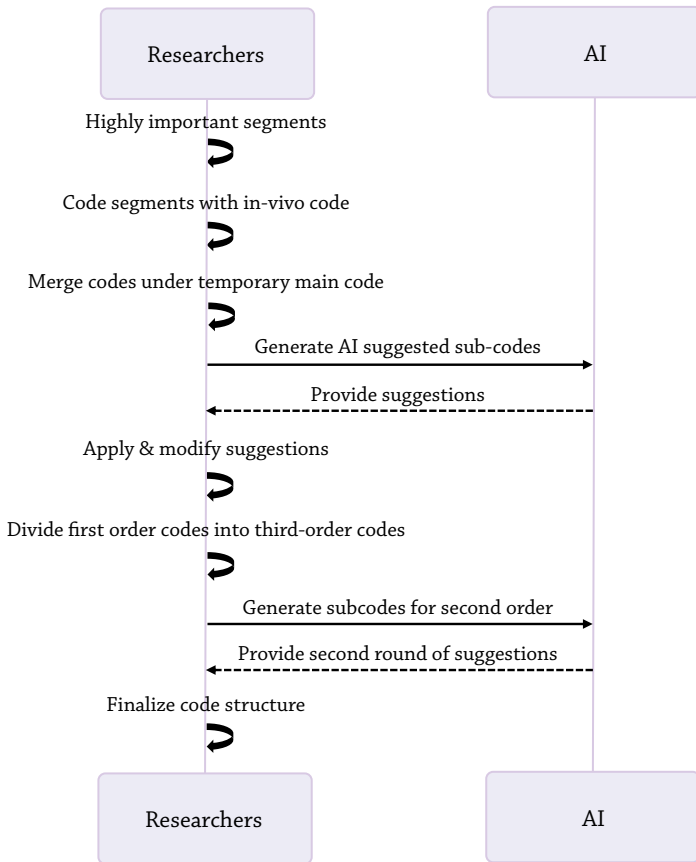 Researchers
AI
Highly important segments
Code segments with in-vivo code
Merge codes under temporary main code
Generate AI suggested sub-codes
Provide suggestions
Apply & modify suggestions
Divide first order codes into third-order codes
Generate subcodes for second order
Provide second round of suggestions
Finalize code structure
Researchers
AI